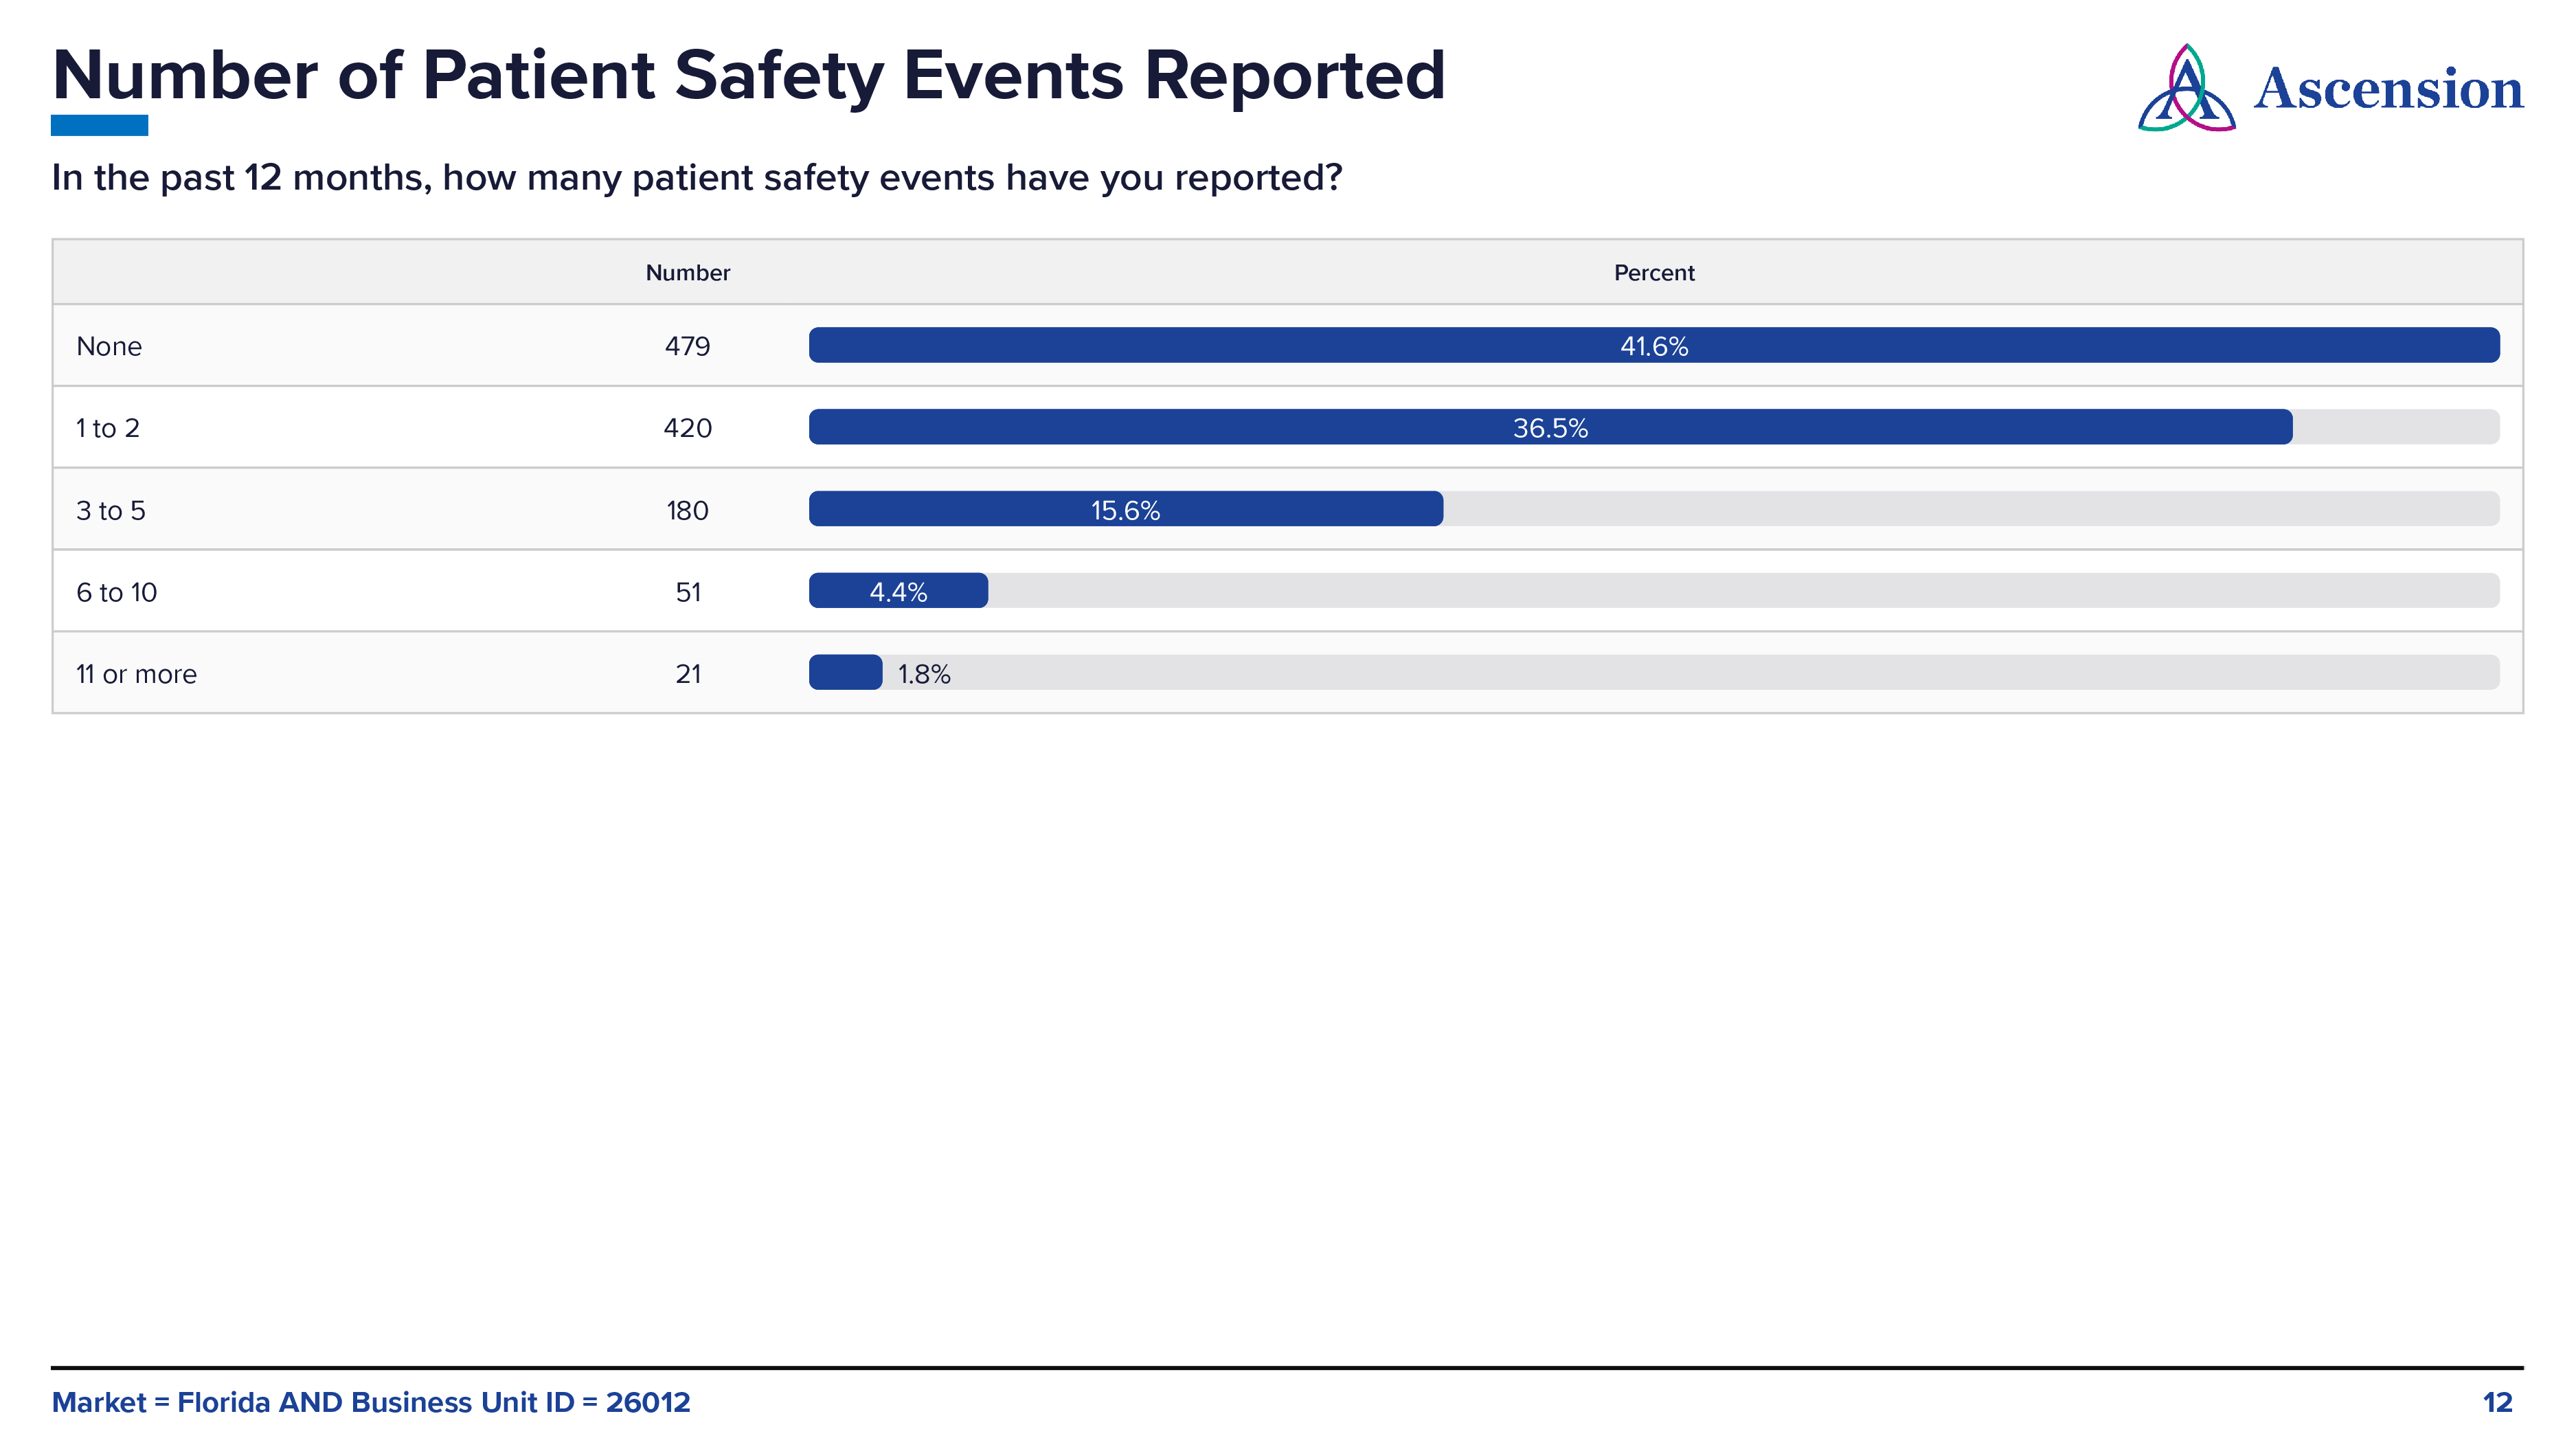 Number of Patient Safety Events Reported
Ascension
In the past 12 months, how many patient safety events have you reported?
Number Percent
None 479 41.6%
1 to 2 420 36.5%
3 to 5 180 15.6%
6 to 10 51 4.4%
11 or more 21 1.8%
Market = Florida AND Business Unit ID = 26012 12